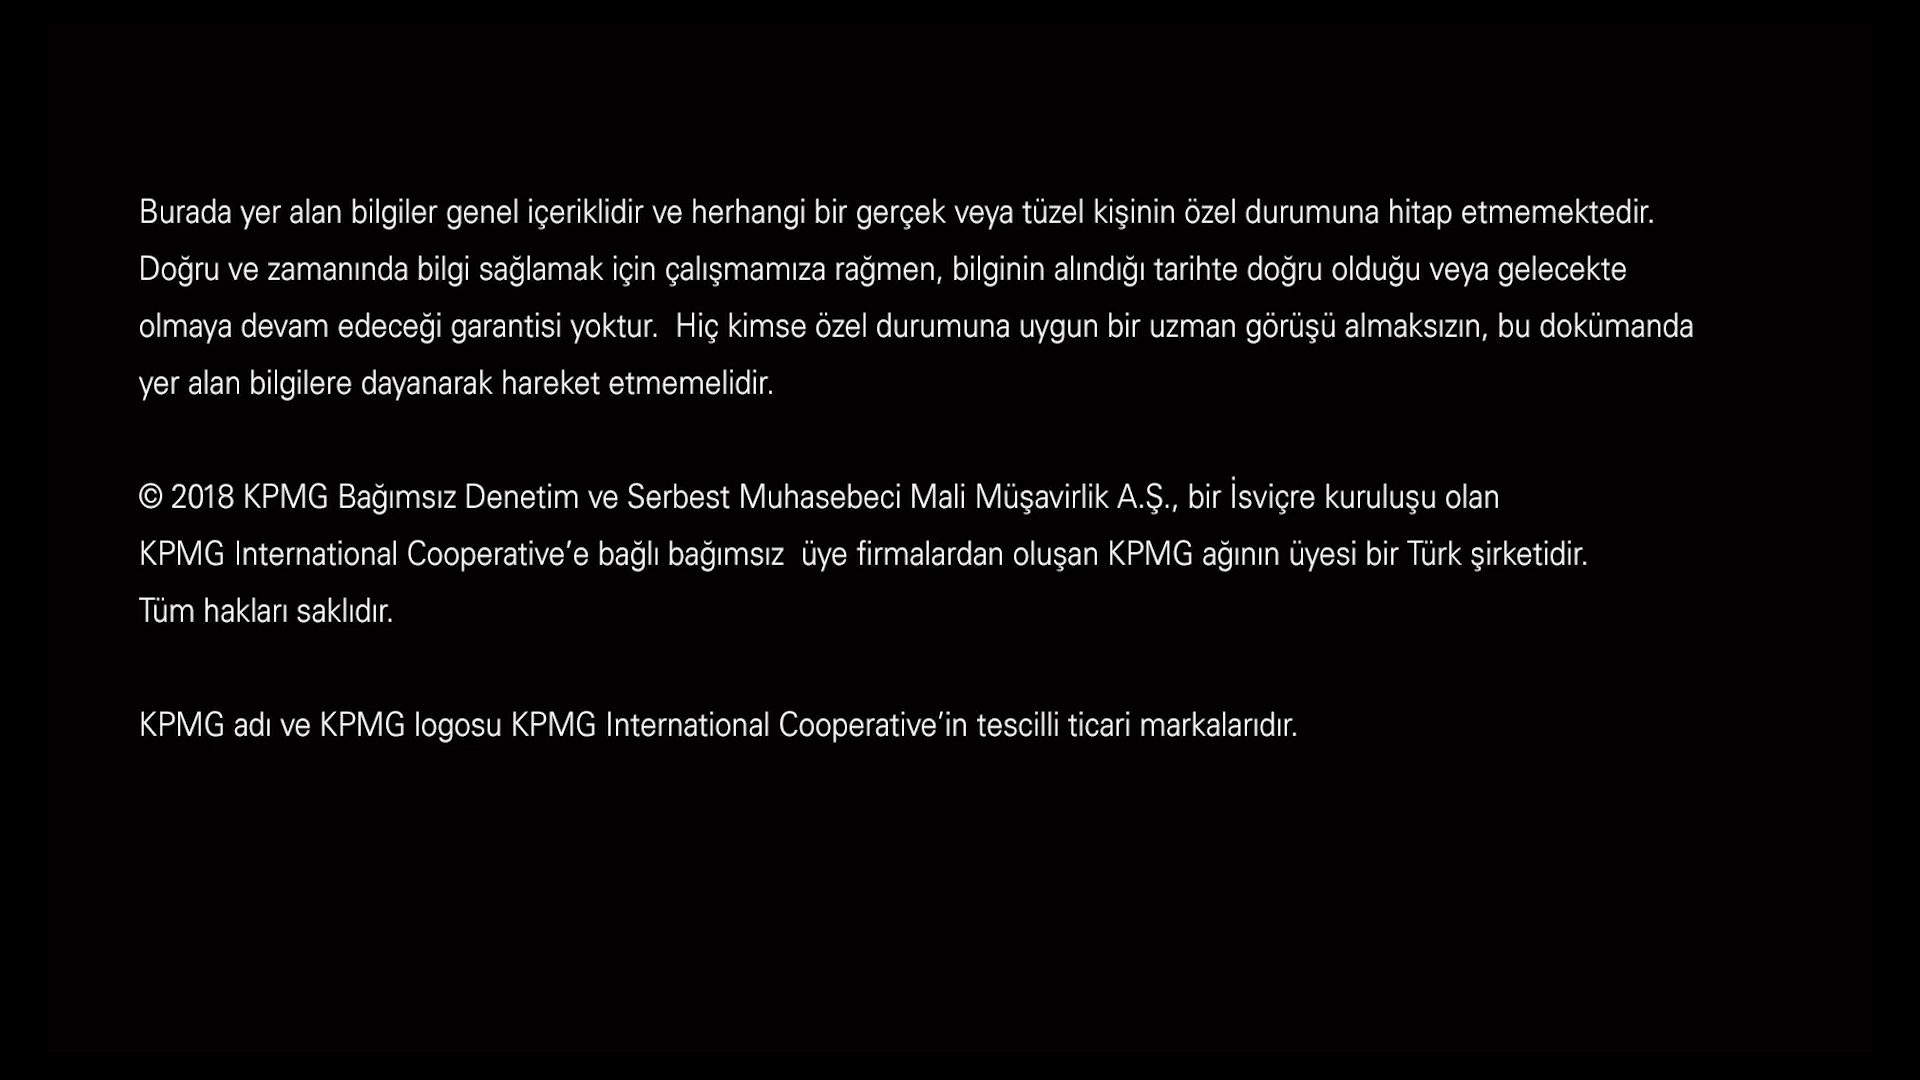 Burada yer alan bilgiler genel içeriklidir ve herhangi bir gerçek veya tüzel kişinin özel durumuna hitap etmemektedir.
Doğru ve zamanında bilgi sağlamak için çalışmamıza rağmen, bilginin alındığı tarihte doğru olduğu veya gelecekte
olmaya devam edeceği garantisi yoktur.  Hiç kimse özel durumuna uygun bir uzman görüşü almaksızın, bu dokümanda
yer alan bilgilere dayanarak hareket etmemelidir.
© 2018 KPMG Bağımsız Denetim ve Serbest Muhasebeci Mali Müşavirlik A.Ş., bir İsviçre kuruluşu olan
KPMG International Cooperative’e bağlı bağımsız  üye firmalardan oluşan KPMG ağının üyesi bir Türk şirketidir.
Tüm hakları saklıdır.
KPMG adı ve KPMG logosu KPMG International Cooperative’in tescilli ticari markalarıdır.